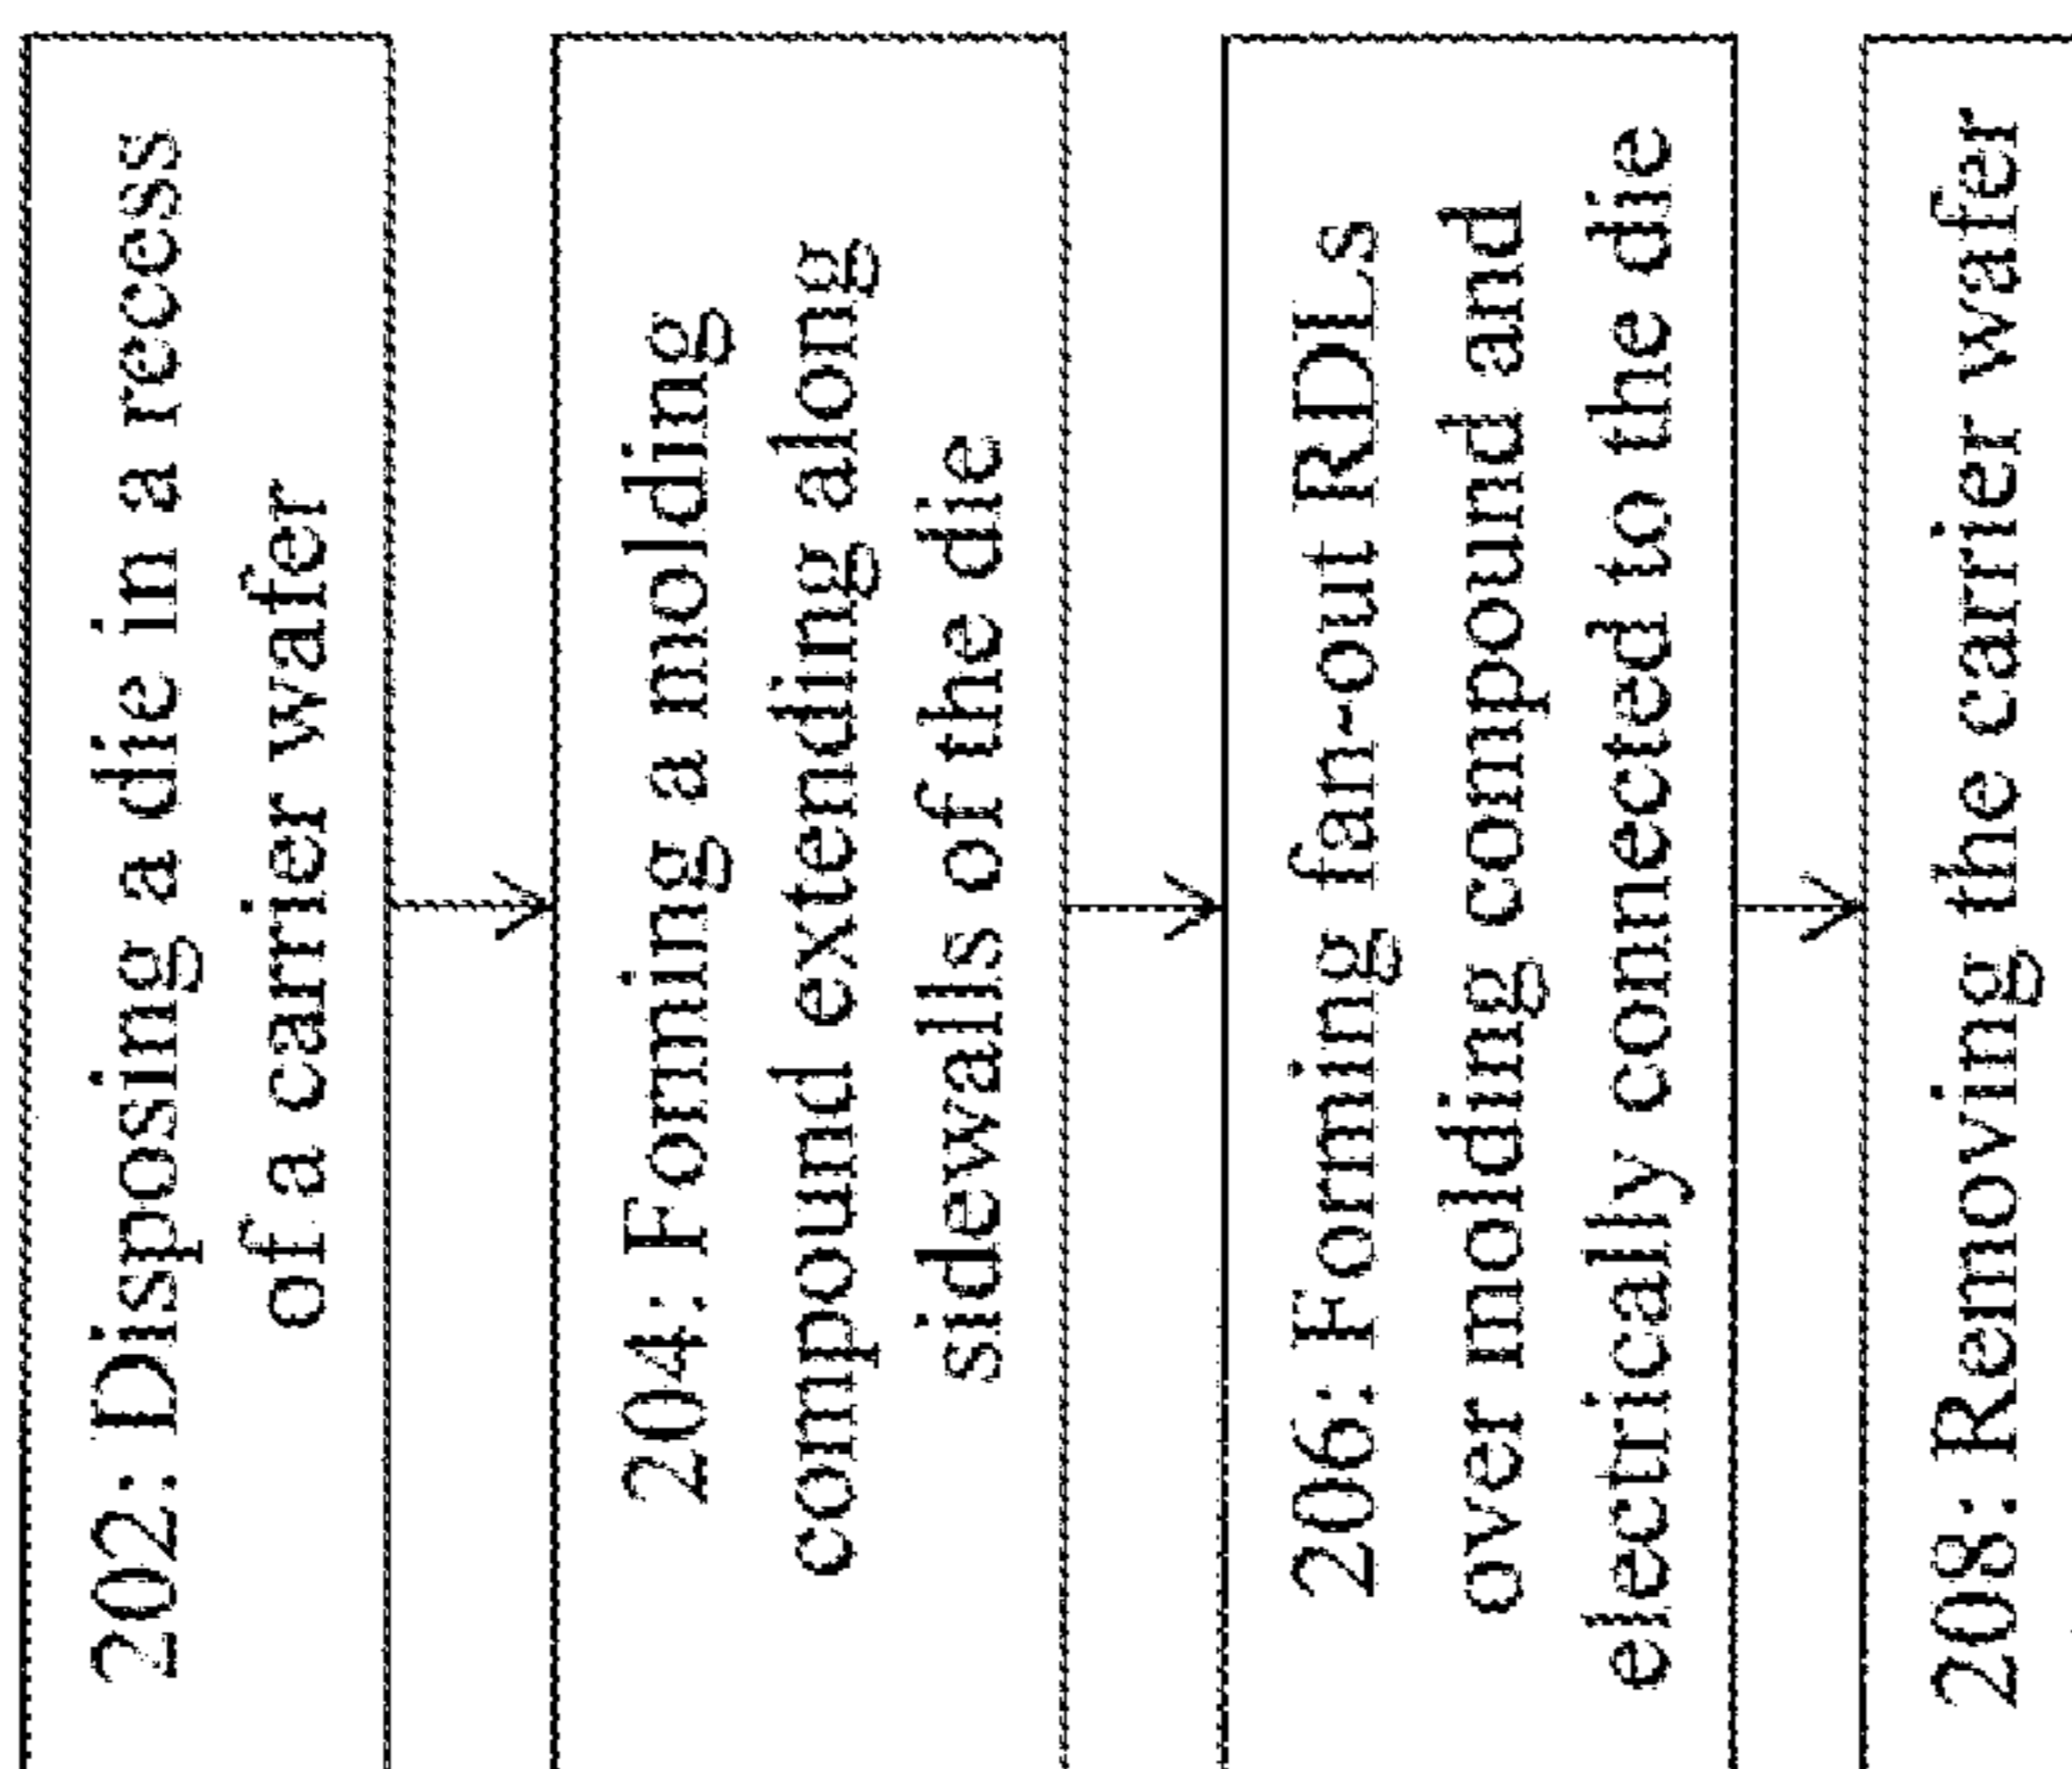 202: Disposing a die in a recess
of a carrier wafer
204: Foming a molding
compound extending along
sidewalls of the die
206: Forming fan-out RDLs
over molding compound and
electrically connected to the die
208: Removing the carrier wafer